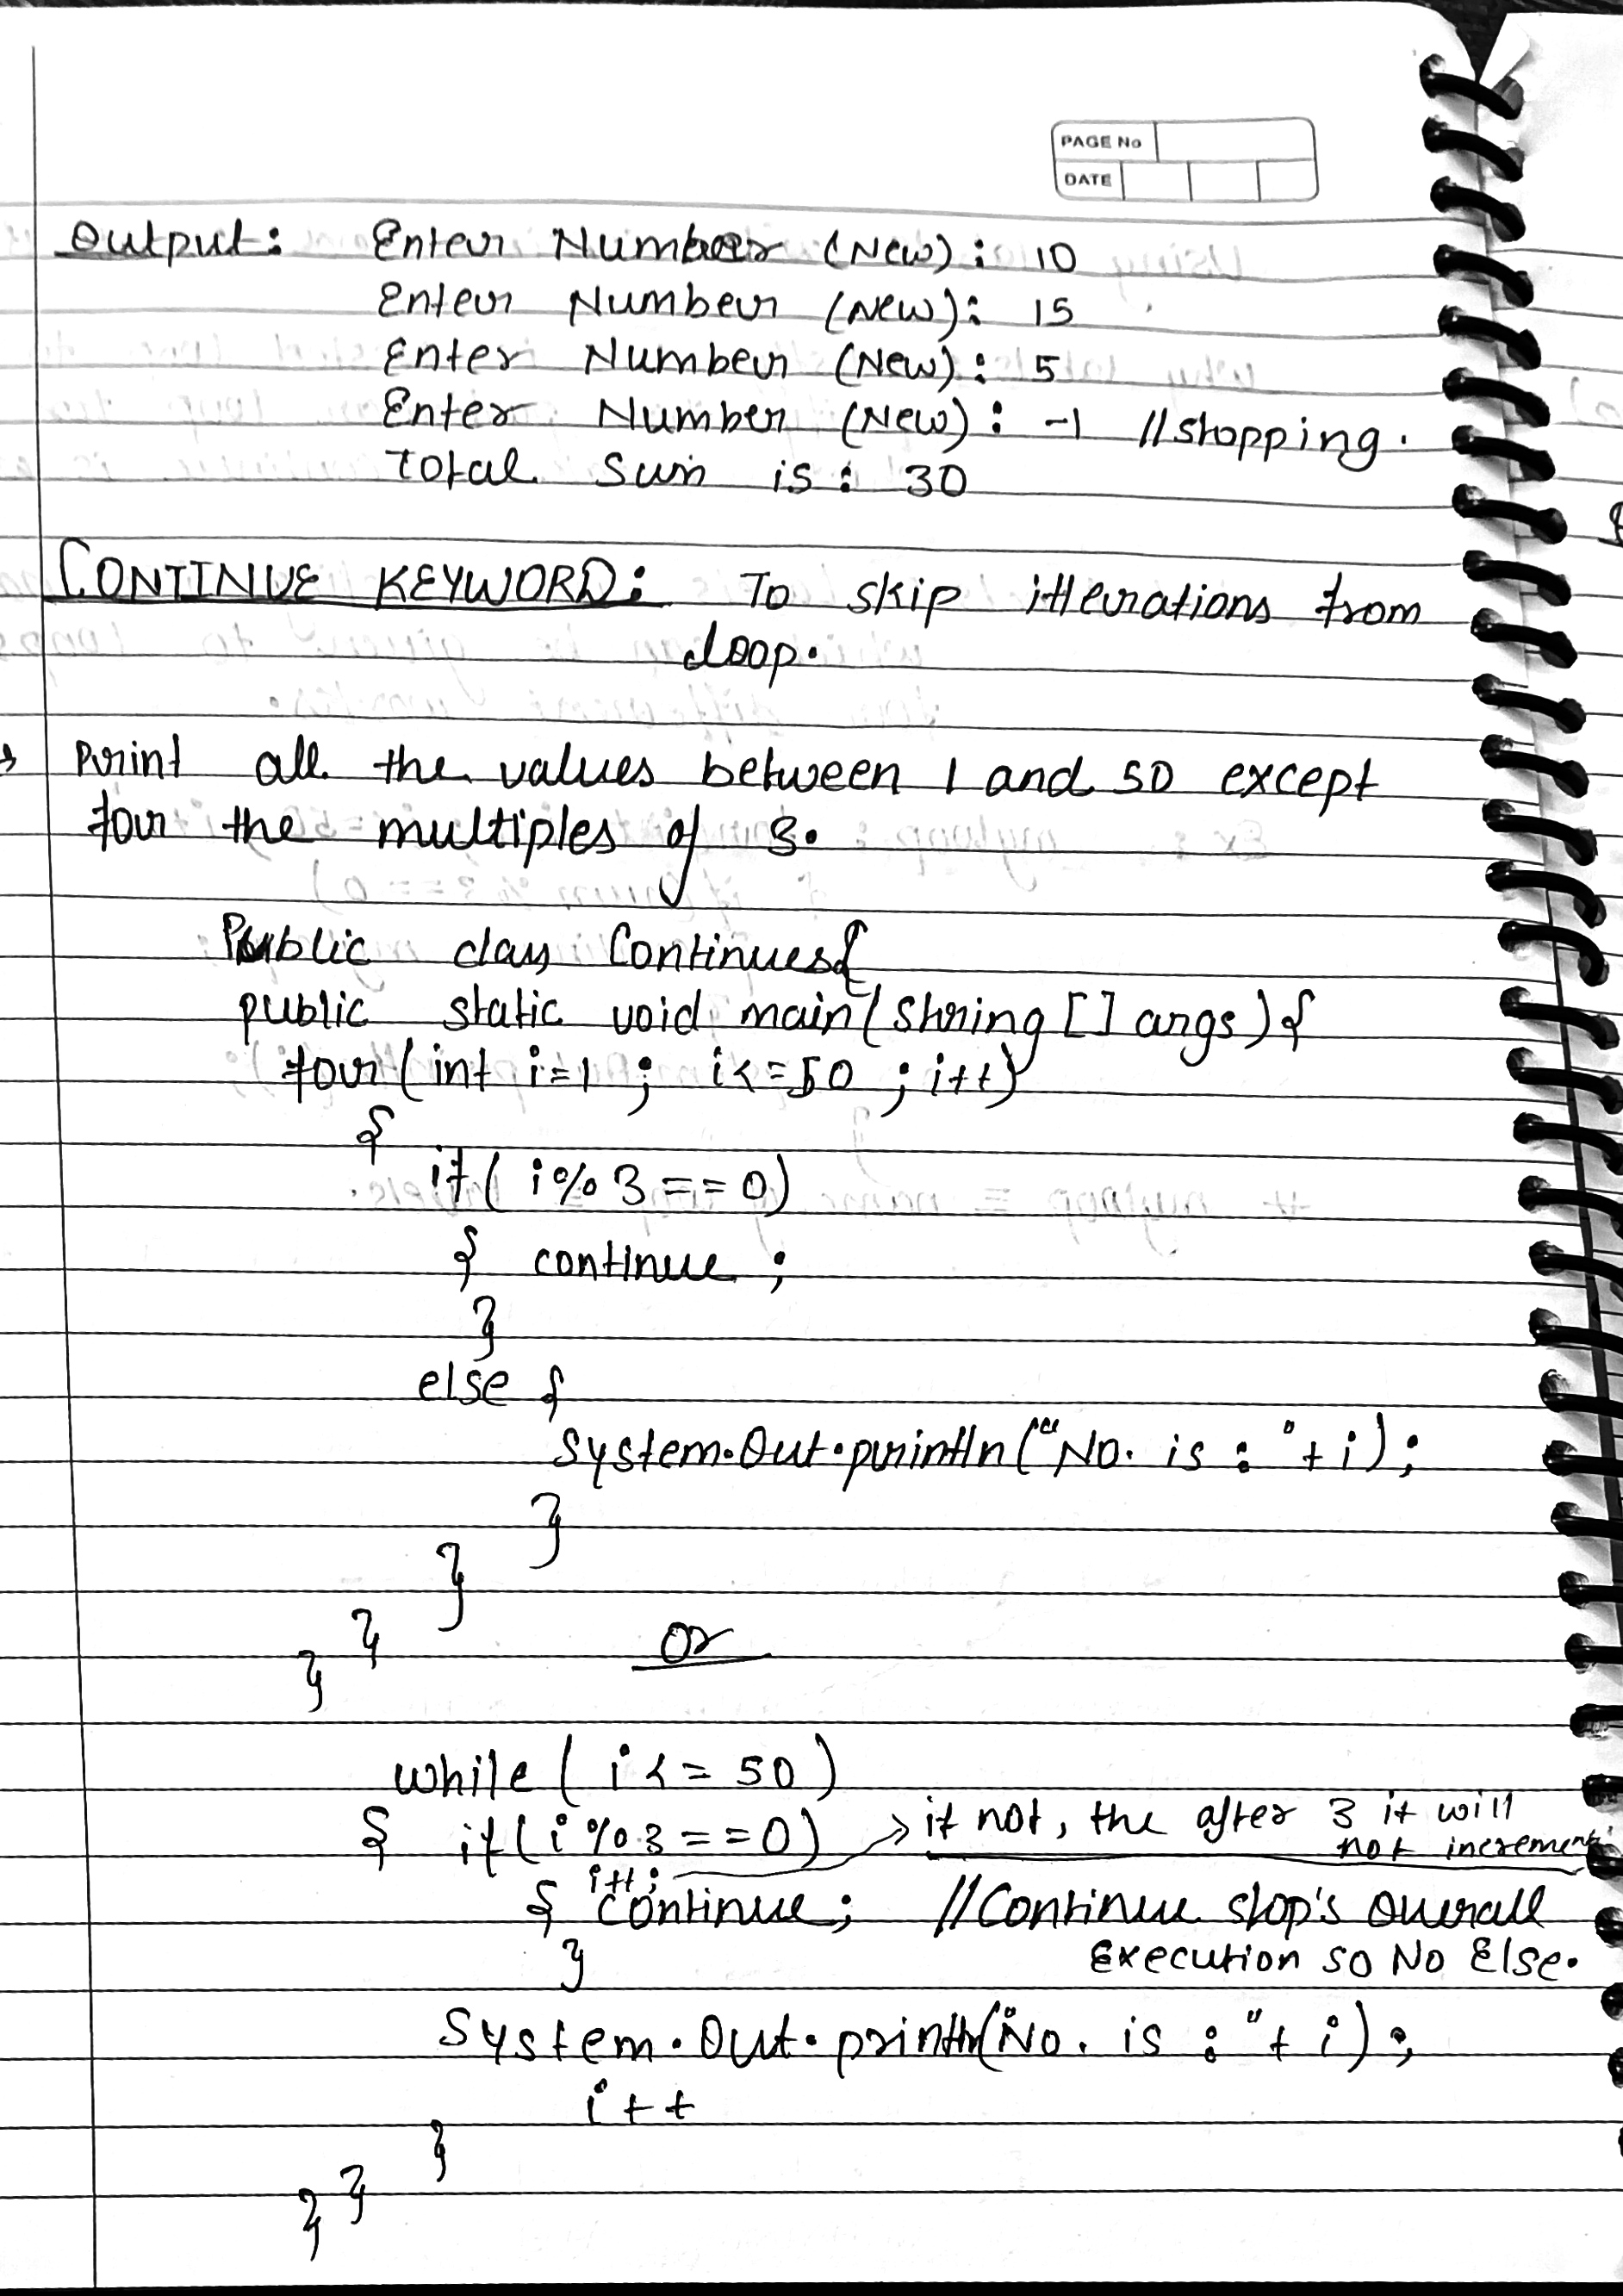 PAGE No
DATE
Output: Enter Number (New): 10
Enter Number (New): 15
Enter Number (New): 5
Enter Number (New): -1 //stopping.
Total Sum is: 30
CONTINUE KEYWORD: To skip itterations from
loop.
→ Print all the values between 1 and 50 except
for the multiples of 3.
Public class Continues{
public static void main(String [] args){
for(int i=1; i<=50; i++)
{
if( i%3 ==0)
{ continue;
}
else {
System.Out.println("No. is : "+i);
}
}
}
}
Or
while( i<= 50)
{ if(i%3==0) → if not, the after 3 it will
not increment
i++;
{ continue; //Continue stop's Overall
Execution so No Else.
}
System.Out.println("No. is : "+ i);
i++
}
}
}